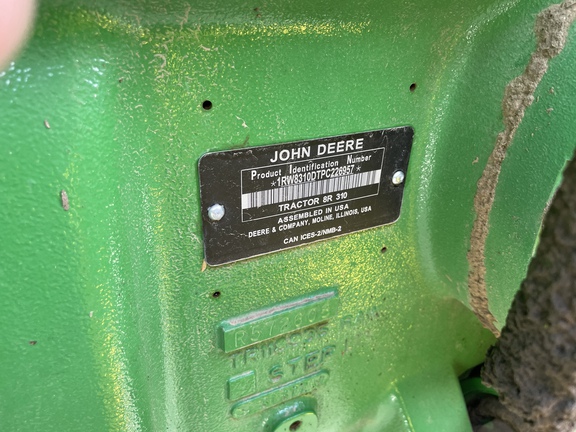 JOHN DEERE
Product Identification Number
*1RW8310DTPC226957*
TRACTOR 8R 310
ASSEMBLED IN USA
DEERE & COMPANY, MOLINE, ILLINOIS, USA
CAN ICES-2/NMB-2